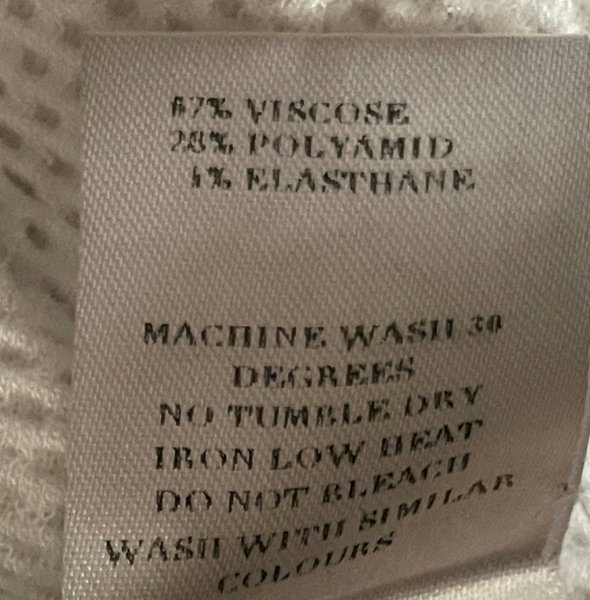 67% VISCOSE
28% POLYAMID
5% ELASTHANE
MACHINE WASH 30
DEGREES
NO TUMBLE DRY
IRON LOW HEAT
DO NOT BLEACH
WASH WITH SIMILAR
COLOURS